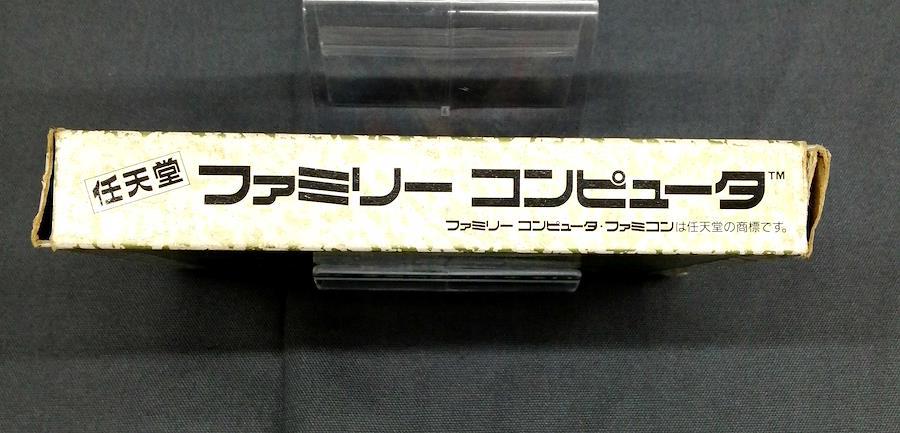 任天堂 ファミリー コンピュータ™
ファミリー コンピュータ・ファミコンは任天堂の商標です。